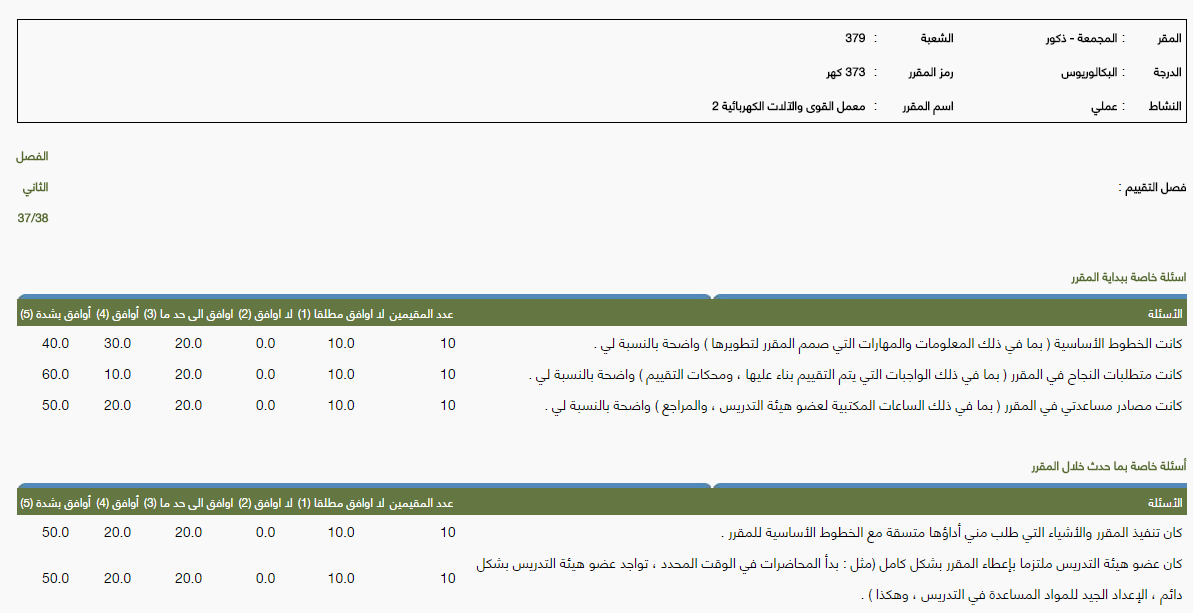 المقر : المجمعة - ذكور الشعبة : 379
الدرجة : البكالوريوس رمز المقرر : 373 كهر
النشاط : عملي اسم المقرر : معمل القوى والآلات الكهربائية 2
الفصل
فصل التقييم : الثاني
37/38
اسئلة خاصة ببداية المقرر
الأسئلة عدد المقيمين لا اوافق مطلقا (1) لا اوافق (2) اوافق الى حد ما (3) أوافق (4) أوافق بشدة (5)
كانت الخطوط الأساسية ( بما في ذلك المعلومات والمهارات التي صمم المقرر لتطويرها ) واضحة بالنسبة لي . 10 10.0 0.0 20.0 30.0 40.0
كانت متطلبات النجاح في المقرر ( بما في ذلك الواجبات التي يتم التقييم بناء عليها ، ومحكات التقييم ) واضحة بالنسبة لي . 10 10.0 0.0 20.0 10.0 60.0
كانت مصادر مساعدتي في المقرر ( بما في ذلك الساعات المكتبية لعضو هيئة التدريس ، والمراجع ) واضحة بالنسبة لي . 10 10.0 0.0 20.0 20.0 50.0
أسئلة خاصة بما حدث خلال المقرر
الأسئلة عدد المقيمين لا اوافق مطلقا (1) لا اوافق (2) اوافق الى حد ما (3) أوافق (4) أوافق بشدة (5)
كان تنفيذ المقرر والأشياء التي طلب مني أداؤها متسقة مع الخطوط الأساسية للمقرر . 10 10.0 0.0 20.0 20.0 50.0
كان عضو هيئة التدريس ملتزما بإعطاء المقرر بشكل كامل (مثل : بدأ المحاضرات في الوقت المحدد ، تواجد عضو هيئة التدريس بشكل
دائم ، الإعداد الجيد للمواد المساعدة في التدريس ، وهكذا ) . 10 10.0 0.0 20.0 20.0 50.0